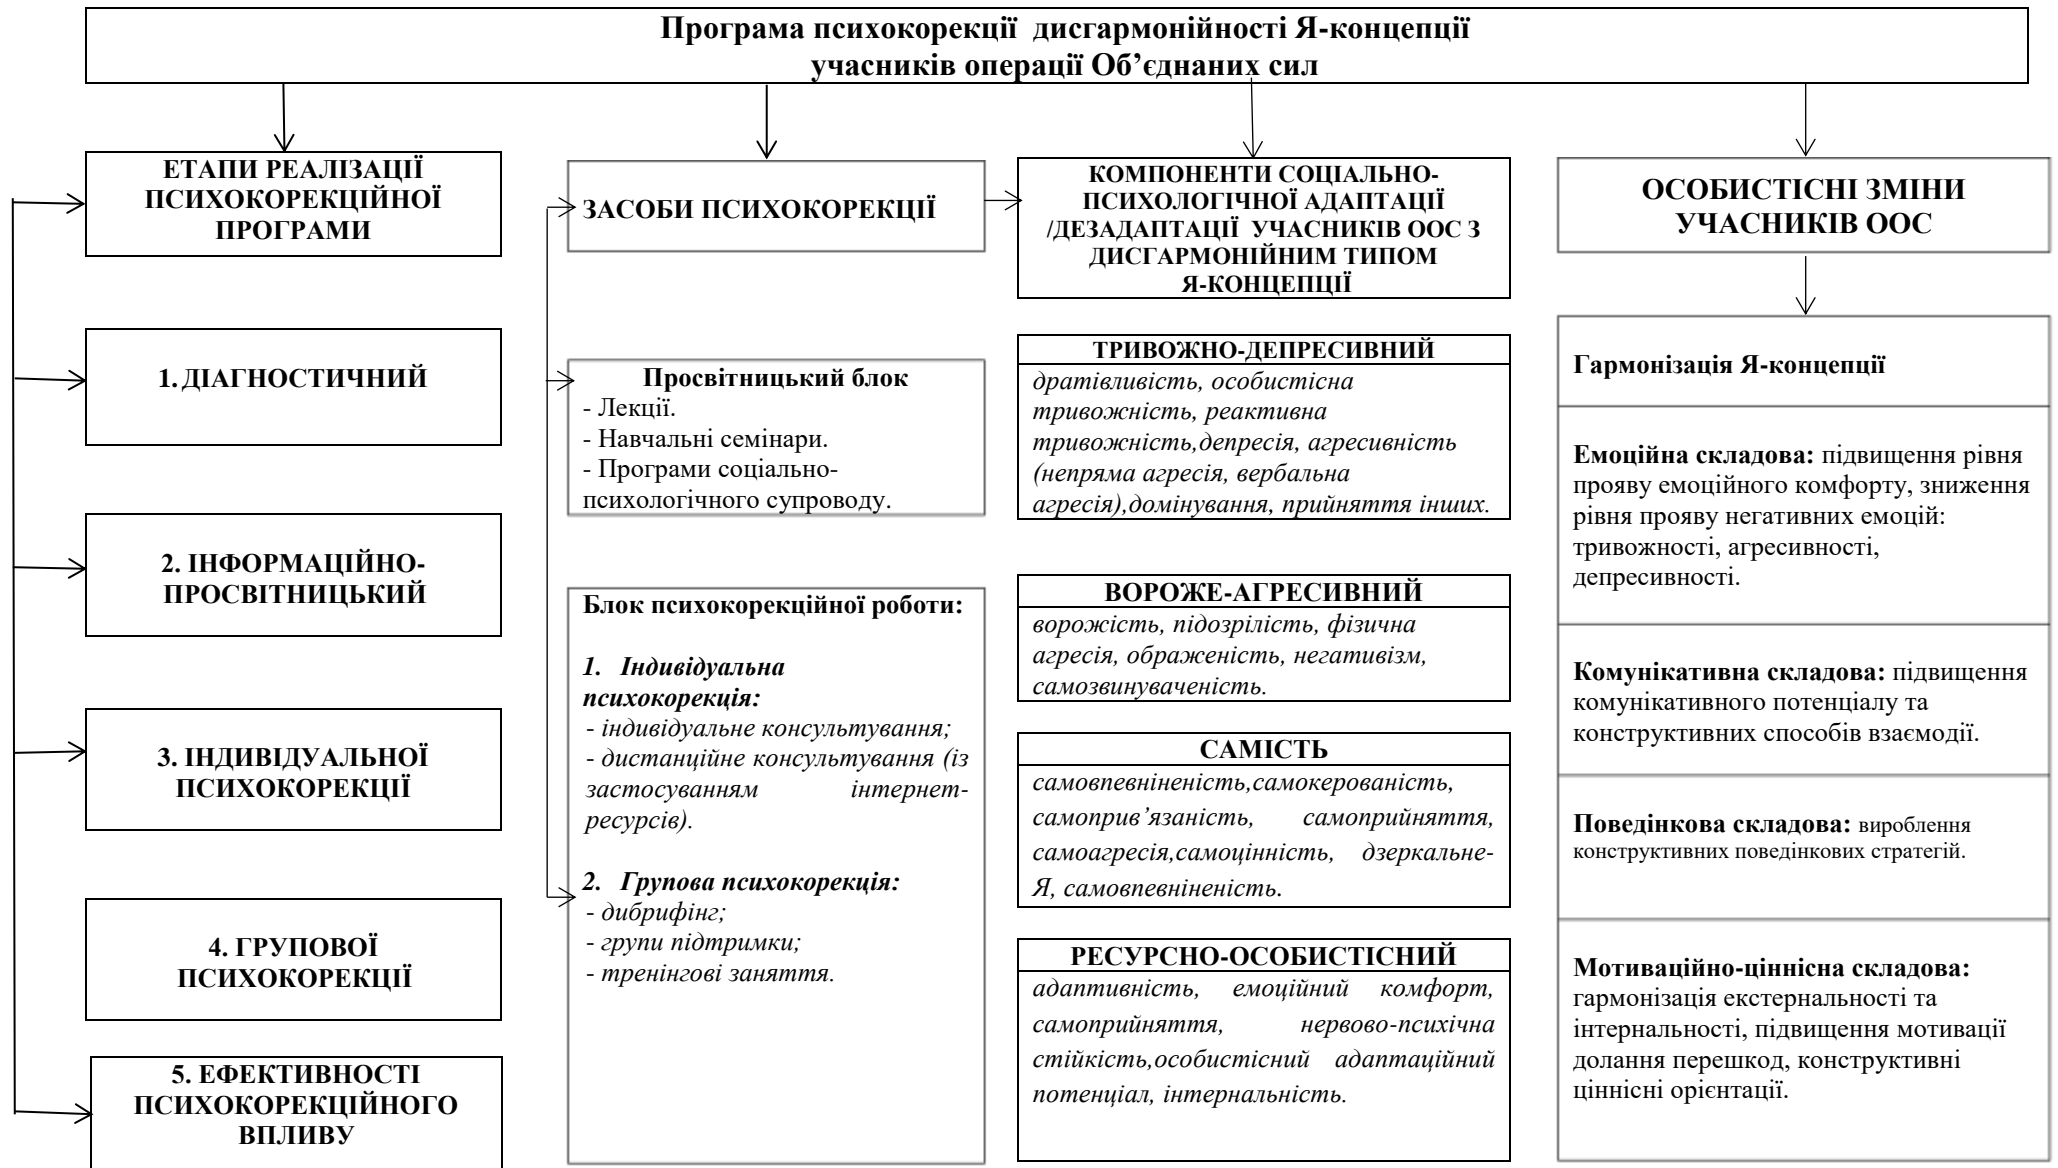 Програма психокорекції дисгармонійності Я-концепції
учасників операції Об’єднаних сил
ЕТАПИ РЕАЛІЗАЦІЇ
ПСИХОКОРЕКЦІЙНОЇ
ПРОГРАМИ
1. ДІАГНОСТИЧНИЙ
2. ІНФОРМАЦІЙНО-
ПРОСВІТНИЦЬКИЙ
3. ІНДИВІДУАЛЬНОЇ
ПСИХОКОРЕКЦІЇ
4. ГРУПОВОЇ
ПСИХОКОРЕКЦІЇ
5. ЕФЕКТИВНОСТІ
ПСИХОКОРЕКЦІЙНОГО
ВПЛИВУ
ЗАСОБИ ПСИХОКОРЕКЦІЇ
Просвітницький блок
- Лекції.
- Навчальні семінари.
- Програми соціально-
психологічного супроводу.
Блок психокорекційної роботи:
1. Індивідуальна
психокорекція:
- індивідуальне консультування;
- дистанційне консультування (із
застосуванням інтернет-
ресурсів).
2. Групова психокорекція:
- дибрифінг;
- групи підтримки;
- тренінгові заняття.
КОМПОНЕНТИ СОЦІАЛЬНО-
ПСИХОЛОГІЧНОЇ АДАПТАЦІЇ
/ДЕЗАДАПТАЦІЇ УЧАСНИКІВ ООС З
ДИСГАРМОНІЙНИМ ТИПОМ
Я-КОНЦЕПЦІЇ
ТРИВОЖНО-ДЕПРЕСИВНИЙ
дратівливість, особистісна
тривожність, реактивна
тривожність,депресія, агресивність
(непряма агресія, вербальна
агресія),домінування, прийняття інших.
ВОРОЖЕ-АГРЕСИВНИЙ
ворожість, підозрілість, фізична
агресія, ображеність, негативізм,
самозвинуваченість.
САМІСТЬ
самовпевніненість,самокерованість,
самоприв’язаність, самоприйняття,
самоагресія,самоцінність, дзеркальне-
Я, самовпевніненість.
РЕСУРСНО-ОСОБИСТІСНИЙ
адаптивність, емоційний комфорт,
самоприйняття, нервово-психічна
стійкість,особистісний адаптаційний
потенціал, інтернальність.
ОСОБИСТІСНІ ЗМІНИ
УЧАСНИКІВ ООС
Гармонізація Я-концепції
Емоційна складова: підвищення рівня
прояву емоційного комфорту, зниження
рівня прояву негативних емоцій:
тривожності, агресивності,
депресивності.
Комунікативна складова: підвищення
комунікативного потенціалу та
конструктивних способів взаємодії.
Поведінкова складова: вироблення
конструктивних поведінкових стратегій.
Мотиваційно-ціннісна складова:
гармонізація екстернальності та
інтернальності, підвищення мотивації
долання перешкод, конструктивні
ціннісні орієнтації.